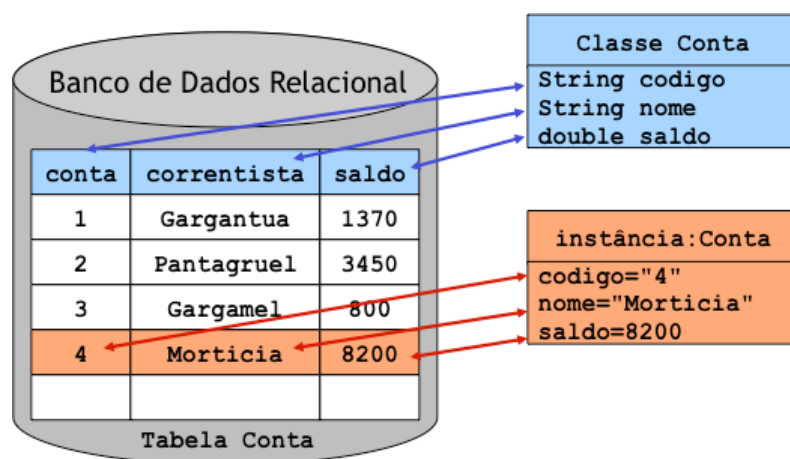 Banco de Dados Relacional
conta correntista saldo
1 Gargantua 1370
2 Pantagruel 3450
3 Gargamel 800
4 Morticia 8200
Tabela Conta
Classe Conta
String codigo
String nome
double saldo
instância:Conta
codigo="4"
nome="Morticia"
saldo=8200